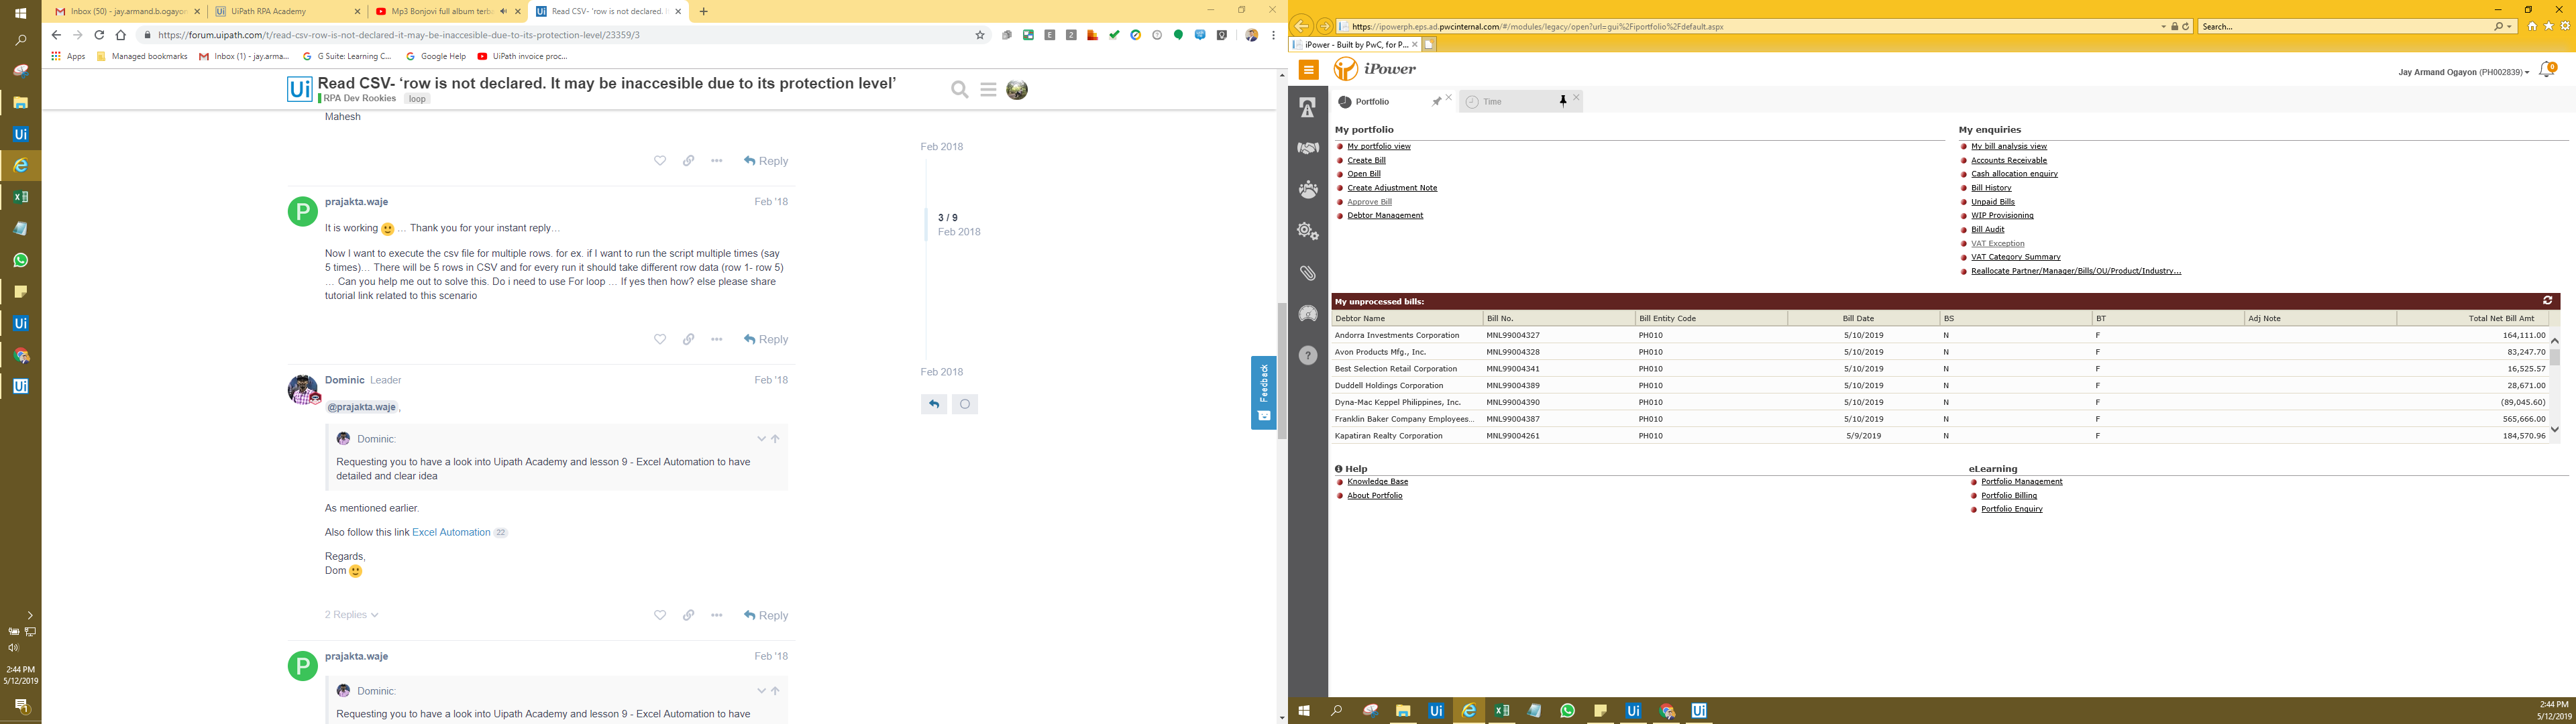 Inbox (50) - jay.armand.b.ogayon
UiPath RPA Academy
Mp3 Bonjovi full album terb
Read CSV- ‘row is not declared. I
https://forum.uipath.com/t/read-csv-row-is-not-declared-it-may-be-inaccesible-due-to-its-protection-level/23359/3
Apps
Managed bookmarks
Inbox (1) - jay.arma...
G Suite: Learning C...
Google Help
UiPath invoice proc...
Read CSV- ‘row is not declared. It may be inaccesible due to its protection level’
RPA Dev Rookies loop
Mahesh
Reply
prajakta.waje
Feb '18
It is working … Thank you for your instant reply…
Now I want to execute the csv file for multiple rows. for ex. if I want to run the script multiple times (say
5 times)… There will be 5 rows in CSV and for every run it should take different row data (row 1- row 5)
… Can you help me out to solve this. Do i need to use For loop … If yes then how? else please share
tutorial link related to this scenario
Reply
Dominic Leader
Feb '18
@prajakta.waje ,
Dominic:
Requesting you to have a look into Uipath Academy and lesson 9 - Excel Automation to have
detailed and clear idea
As mentioned earlier.
Also follow this link Excel Automation 22
Regards,
Dom
2 Replies
Reply
prajakta.waje
Feb '18
Dominic:
Requesting you to have a look into Uipath Academy and lesson 9 - Excel Automation to have
Feb 2018
3 / 9
Feb 2018
Feb 2018
Feedback
2:44 PM
5/12/2019
https://ipowerph.eps.ad.pwcinternal.com/#/modules/legacy/open?url=gui%2Fiportfolio%2Fdefault.aspx
Search...
iPower - Built by PwC, for P...
iPower
Jay Armand Ogayon (PH002839)
0
Portfolio
Time
My portfolio
My portfolio view
Create Bill
Open Bill
Create Adjustment Note
Approve Bill
Debtor Management
My enquiries
My bill analysis view
Accounts Receivable
Cash allocation enquiry
Bill History
Unpaid Bills
WIP Provisioning
Bill Audit
VAT Exception
VAT Category Summary
Reallocate Partner/Manager/Bills/OU/Product/Industry...
My unprocessed bills:
Debtor Name Bill No. Bill Entity Code Bill Date BS BT Adj Note Total Net Bill Amt
Andorra Investments Corporation MNL99004327 PH010 5/10/2019 N F 164,111.00
Avon Products Mfg., Inc. MNL99004328 PH010 5/10/2019 N F 83,247.70
Best Selection Retail Corporation MNL99004341 PH010 5/10/2019 N F 16,525.57
Duddell Holdings Corporation MNL99004389 PH010 5/10/2019 N F 28,671.00
Dyna-Mac Keppel Philippines, Inc. MNL99004390 PH010 5/10/2019 N F (89,045.60)
Franklin Baker Company Employees... MNL99004387 PH010 5/10/2019 N F 565,666.00
Kapatiran Realty Corporation MNL99004261 PH010 5/9/2019 N F 184,570.96
Help
Knowledge Base
About Portfolio
eLearning
Portfolio Management
Portfolio Billing
Portfolio Enquiry
2:44 PM
5/12/2019